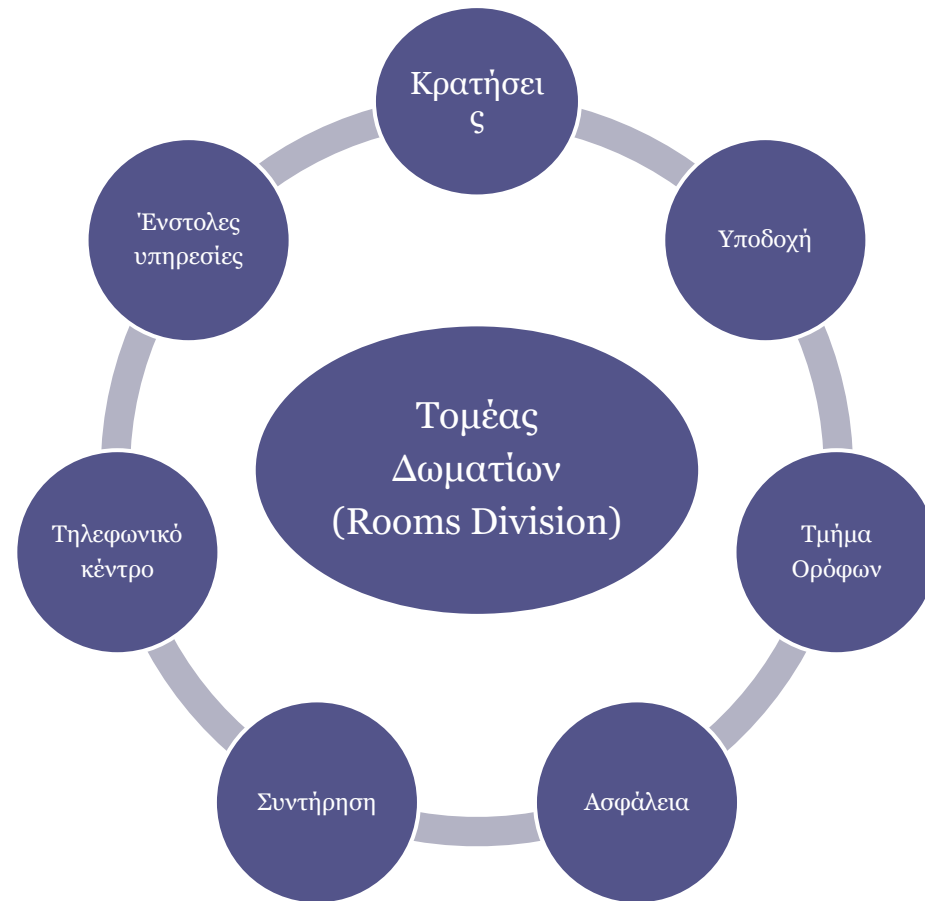 Κρατήσει
ς
Υποδοχή
Τμήμα
Ορόφων
Ασφάλεια
Συντήρηση
Τηλεφωνικό
κέντρο
Ένστολες
υπηρεσίες
Τομέας
Δωματίων
(Rooms Division)